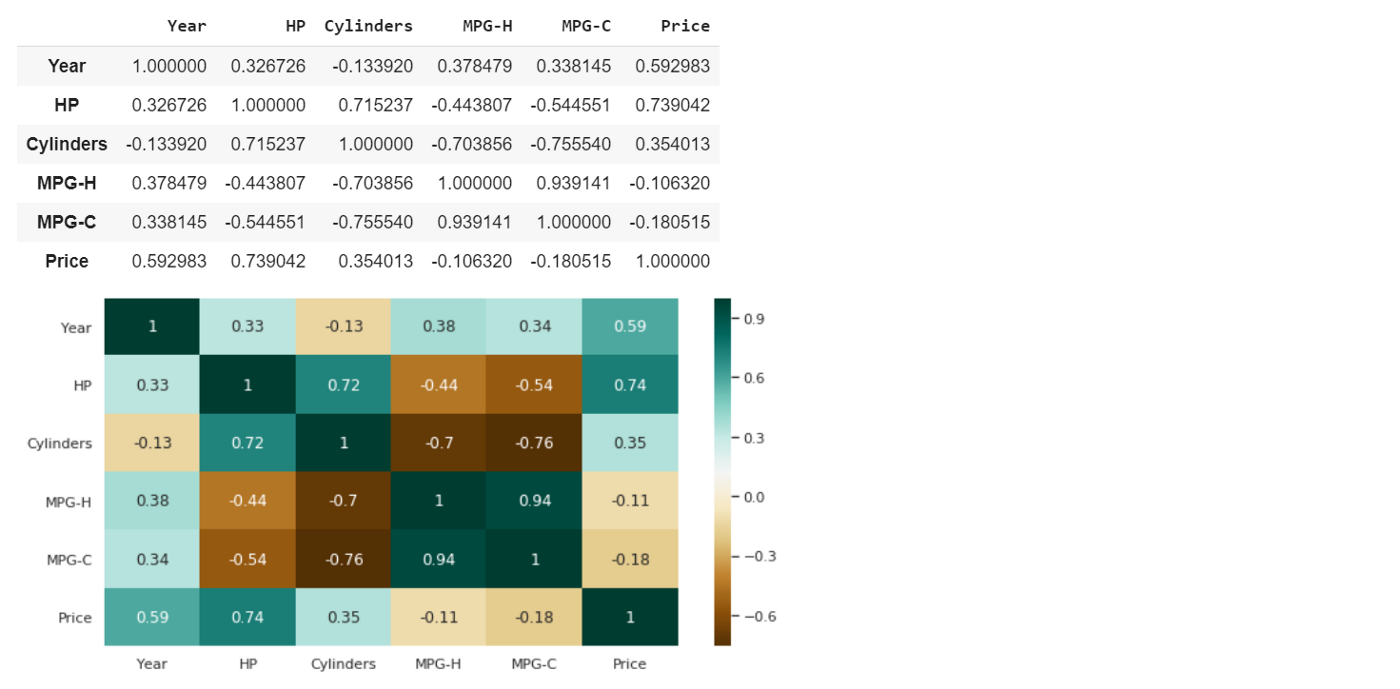 Year HP Cylinders MPG-H MPG-C Price
Year 1.000000 0.326726 -0.133920 0.378479 0.338145 0.592983
HP 0.326726 1.000000 0.715237 -0.443807 -0.544551 0.739042
Cylinders -0.133920 0.715237 1.000000 -0.703856 -0.755540 0.354013
MPG-H 0.378479 -0.443807 -0.703856 1.000000 0.939141 -0.106320
MPG-C 0.338145 -0.544551 -0.755540 0.939141 1.000000 -0.180515
Price 0.592983 0.739042 0.354013 -0.106320 -0.180515 1.000000
Year 1 0.33 -0.13 0.38 0.34 0.59
HP 0.33 1 0.72 -0.44 -0.54 0.74
Cylinders -0.13 0.72 1 -0.7 -0.76 0.35
MPG-H 0.38 -0.44 -0.7 1 0.94 -0.11
MPG-C 0.34 -0.54 -0.76 0.94 1 -0.18
Price 0.59 0.74 0.35 -0.11 -0.18 1
Year HP Cylinders MPG-H MPG-C Price
0.9
0.6
0.3
0.0
−0.3
−0.6